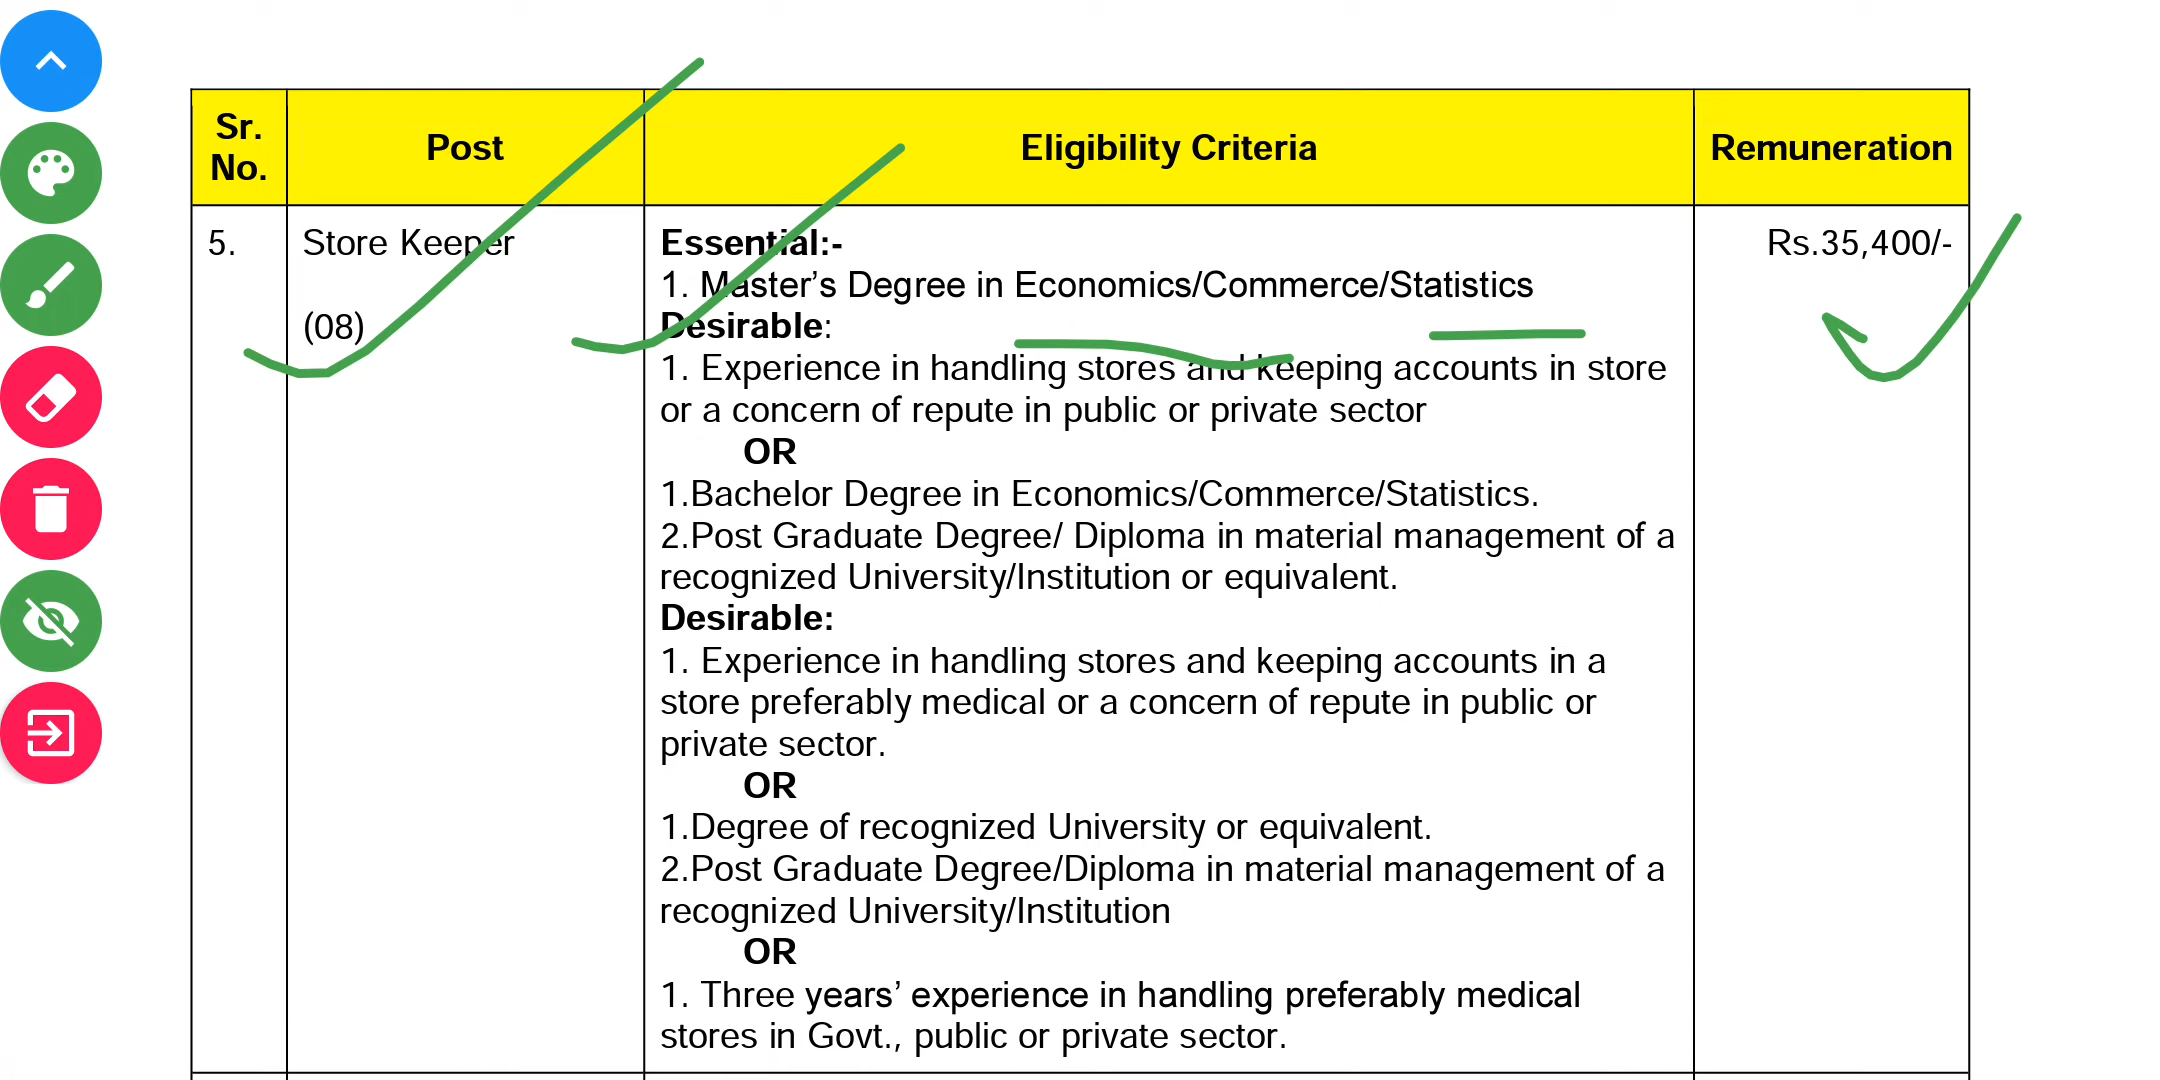 Sr.
No.
Post
Eligibility Criteria
Remuneration
5.
Store Keeper
(08)
Essential:-
1. Master’s Degree in Economics/Commerce/Statistics
Desirable:
1. Experience in handling stores and keeping accounts in store
or a concern of repute in public or private sector
OR
1.Bachelor Degree in Economics/Commerce/Statistics.
2.Post Graduate Degree/ Diploma in material management of a
recognized University/Institution or equivalent.
Desirable:
1. Experience in handling stores and keeping accounts in a
store preferably medical or a concern of repute in public or
private sector.
OR
1.Degree of recognized University or equivalent.
2.Post Graduate Degree/Diploma in material management of a
recognized University/Institution
OR
1. Three years’ experience in handling preferably medical
stores in Govt., public or private sector.
Rs.35,400/-